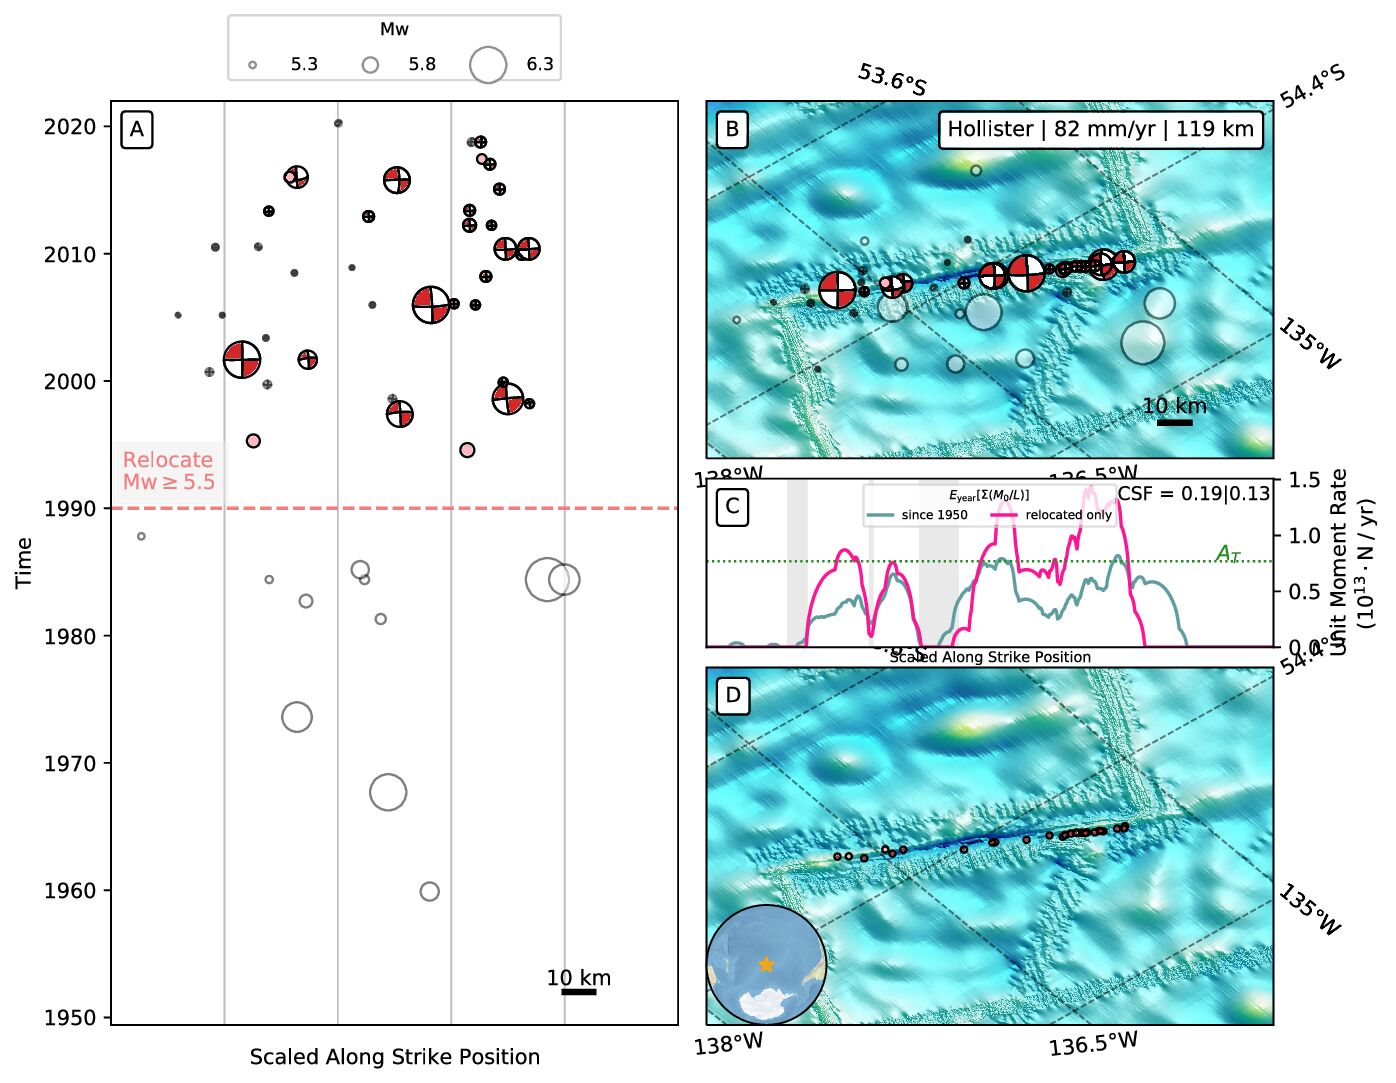 Mw
5.3 5.8 6.3
A
2020
2010
2000
1990
1980
1970
1960
1950
Time
Relocate
Mw ≥ 5.5
10 km
Scaled Along Strike Position
53.6°S
54.4°S
B
Hollister | 82 mm/yr | 119 km
135°W
10 km
138°W
136.5°W
C
E_year[Σ(M₀/L)]
since 1950
relocated only
CSF = 0.19|0.13
A_T
1.5
1.0
0.5
0.0
Unit Moment Rate
(10¹³ · N / yr)
Scaled Along Strike Position
54.4°S
D
135°W
138°W
136.5°W